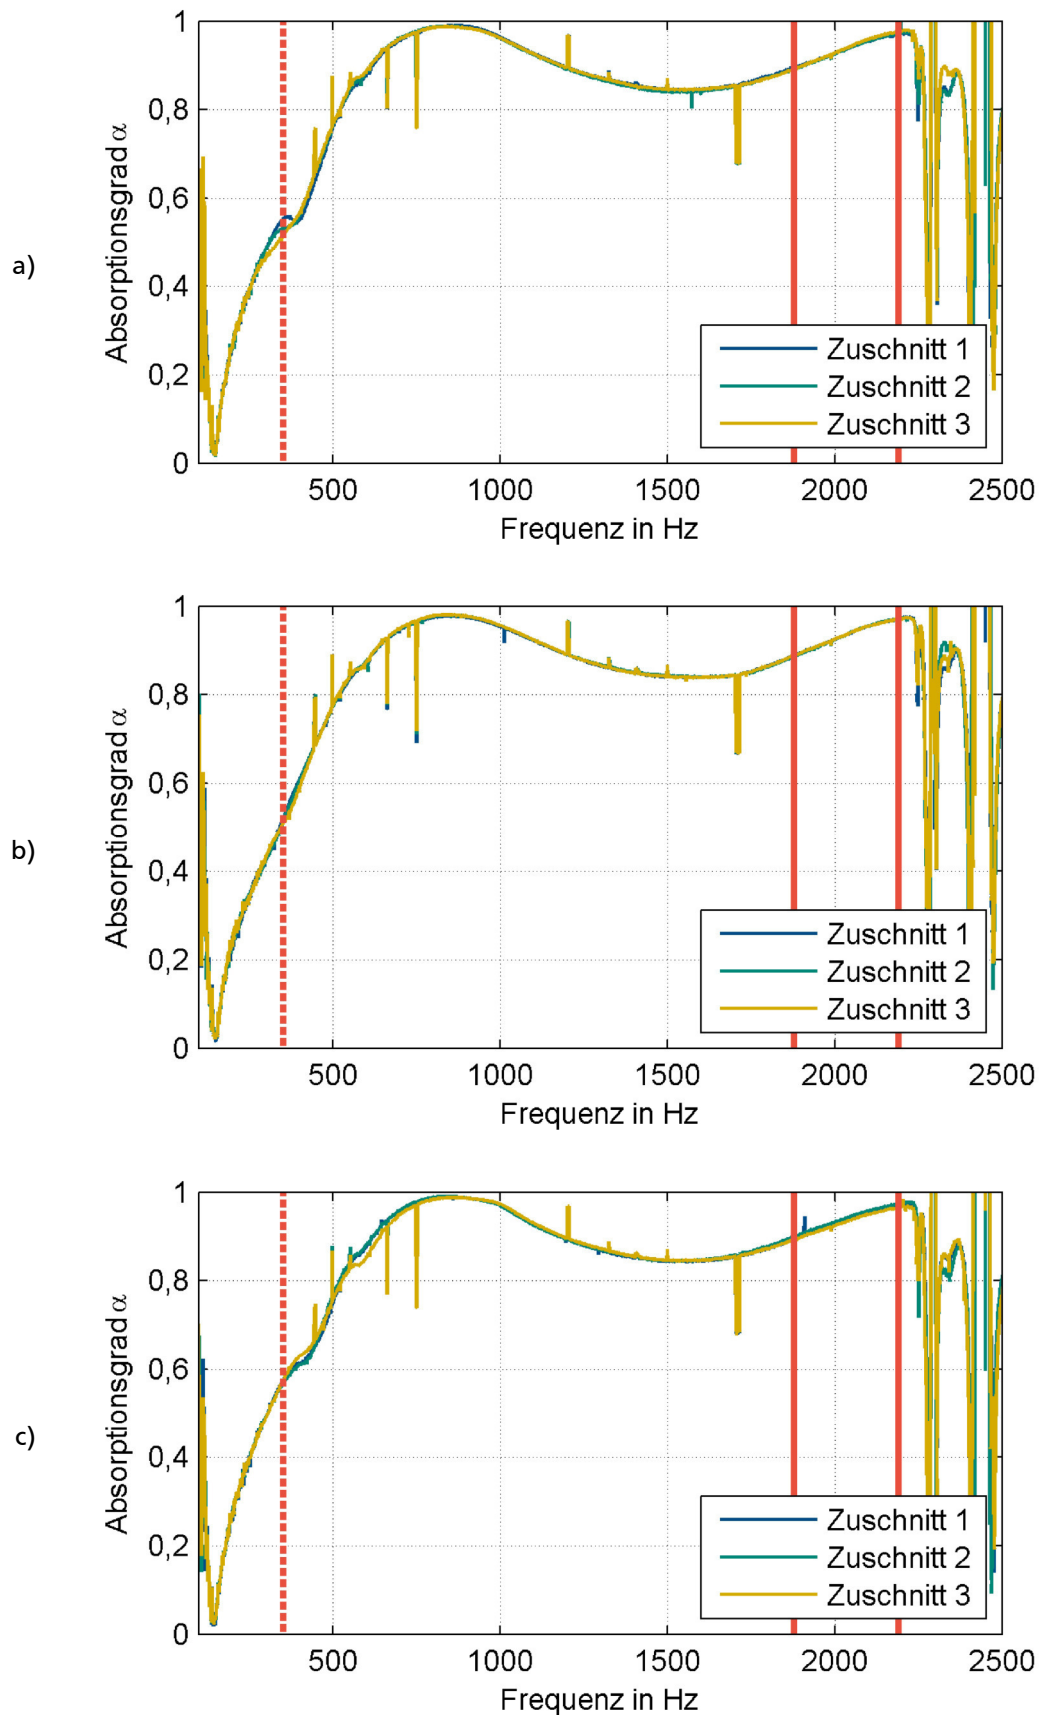 a)
Absorptionsgrad α
1
0,8
0,6
0,4
0,2
0
500
1000
1500
2000
2500
Frequenz in Hz
Zuschnitt 1
Zuschnitt 2
Zuschnitt 3
b)
Absorptionsgrad α
1
0,8
0,6
0,4
0,2
0
500
1000
1500
2000
2500
Frequenz in Hz
Zuschnitt 1
Zuschnitt 2
Zuschnitt 3
c)
Absorptionsgrad α
1
0,8
0,6
0,4
0,2
0
500
1000
1500
2000
2500
Frequenz in Hz
Zuschnitt 1
Zuschnitt 2
Zuschnitt 3